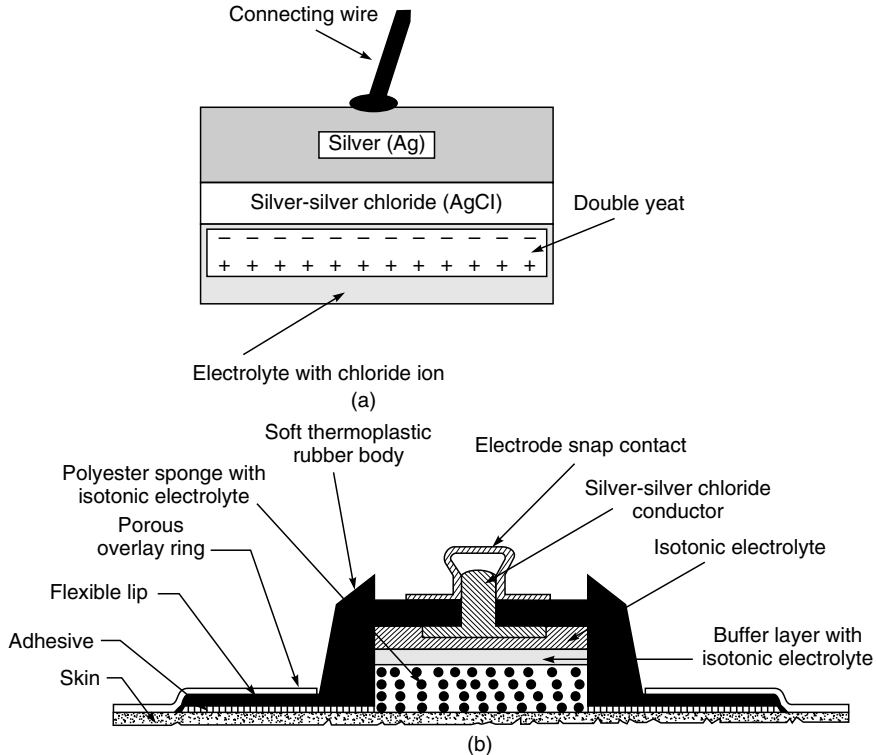 Connecting wire
Silver (Ag)
Silver-silver chloride (AgCl)
Double yeat
− − − − − − − − − − − −
+ + + + + + + + + + + +
Electrolyte with chloride ion
(a)
Soft thermoplastic
rubber body
Electrode snap contact
Polyester sponge with
isotonic electrolyte
Silver-silver chloride
conductor
Porous
overlay ring
Isotonic electrolyte
Flexible lip
Adhesive
Buffer layer with
isotonic electrolyte
Skin
(b)